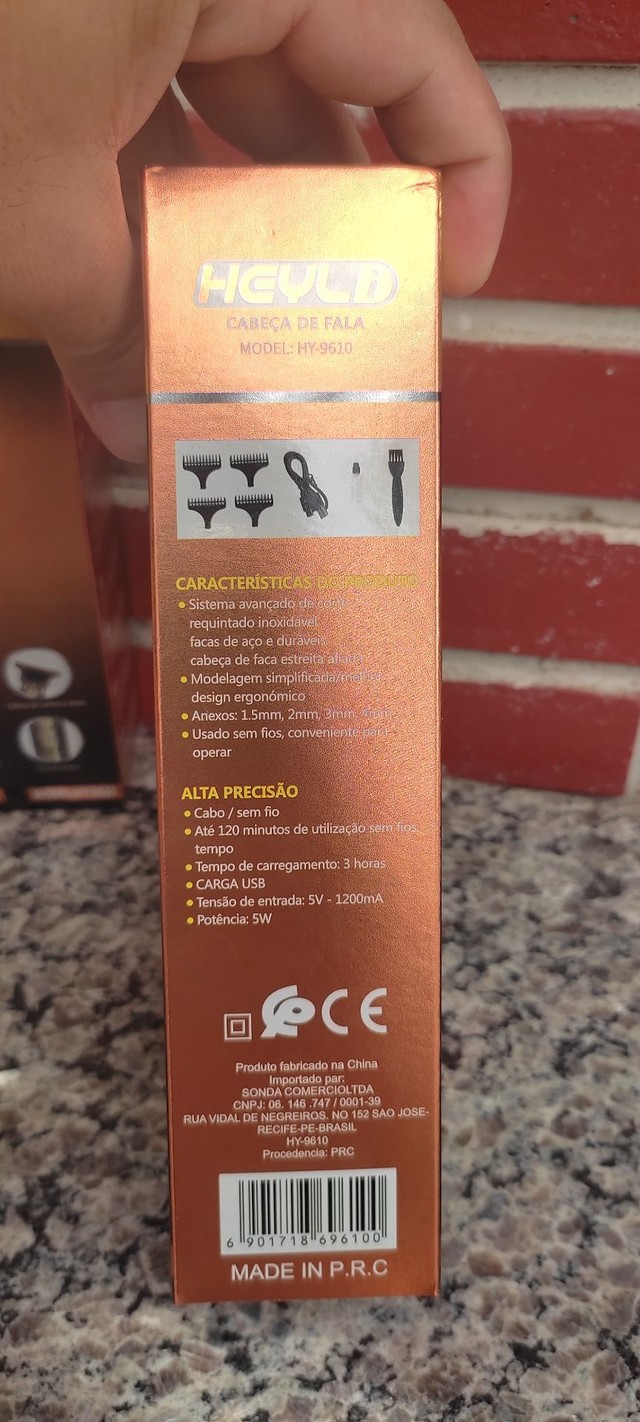 HEYLI
CABEÇA DE FALA
MODEL: HY-9610
CARACTERÍSTICAS DO PRODUTO
• Sistema avançado de corte
requintado inoxidável
facas de aço e duráveis
cabeça de faca estreita afiada
• Modelagem simplificada/metrica
design ergonómico
• Anexos: 1.5mm, 2mm, 3mm, 4mm
• Usado sem fios, conveniente para
operar
ALTA PRECISÃO
• Cabo / sem fio
• Até 120 minutos de utilização sem fios
tempo
• Tempo de carregamento: 3 horas
• CARGA USB
• Tensão de entrada: 5V - 1200mA
• Potência: 5W
CE
Produto fabricado na China
Importado por:
SONDA COMERCIOLTDA
CNPJ: 06. 146 .747 / 0001-39
RUA VIDAL DE NEGREIROS. NO 152 SAO JOSE-
RECIFE-PE-BRASIL
HY-9610
Procedencia: PRC
6 901718 696100
MADE IN P.R.C